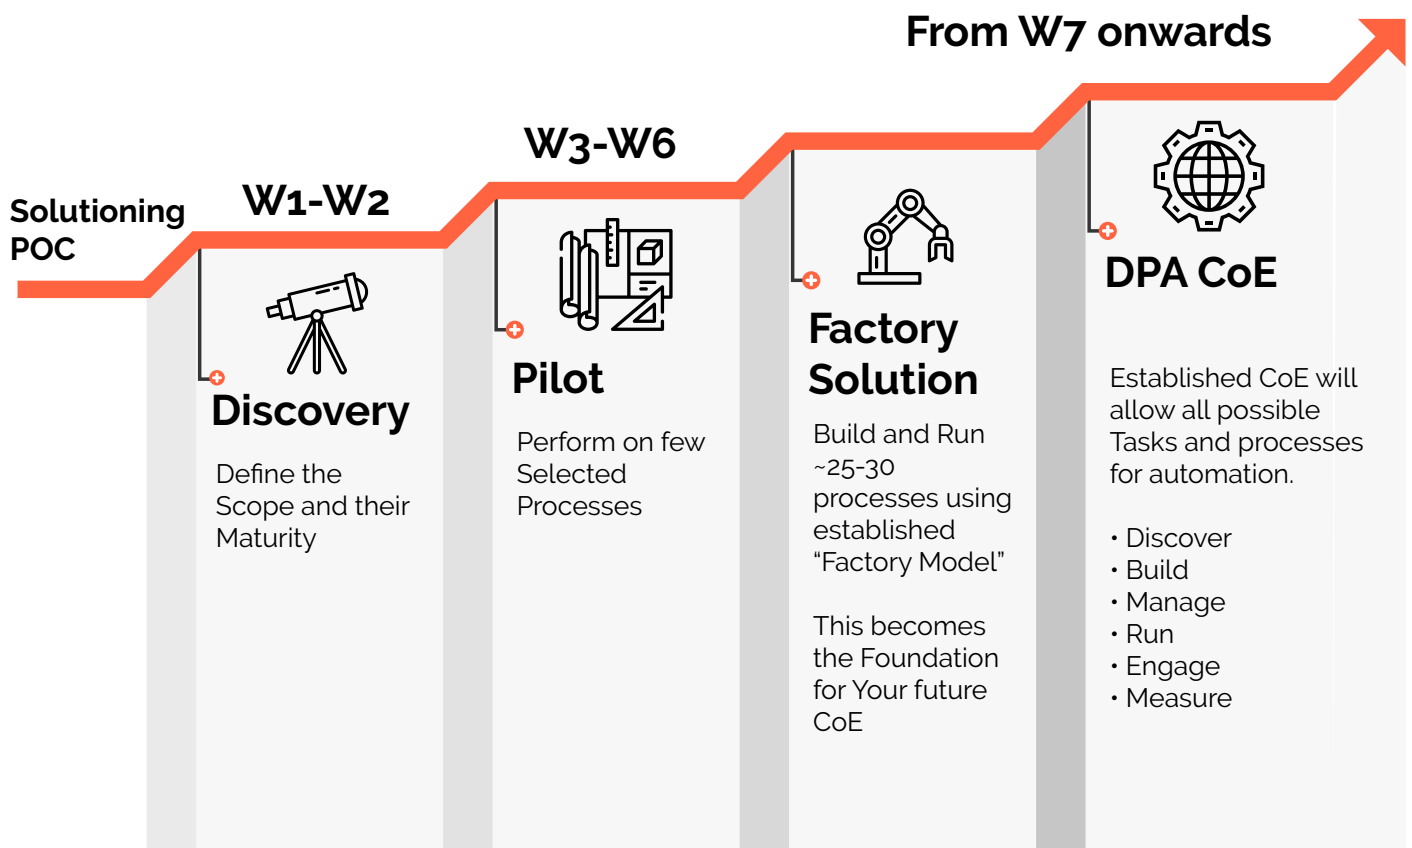 From W7 onwards
W3-W6
W1-W2
Solutioning
POC
Discovery
Define the
Scope and their
Maturity
Pilot
Perform on few
Selected
Processes
Factory
Solution
Build and Run
~25-30
processes using
established
“Factory Model”
This becomes
the Foundation
for Your future
CoE
DPA CoE
Established CoE will
allow all possible
Tasks and processes
for automation.
• Discover
• Build
• Manage
• Run
• Engage
• Measure